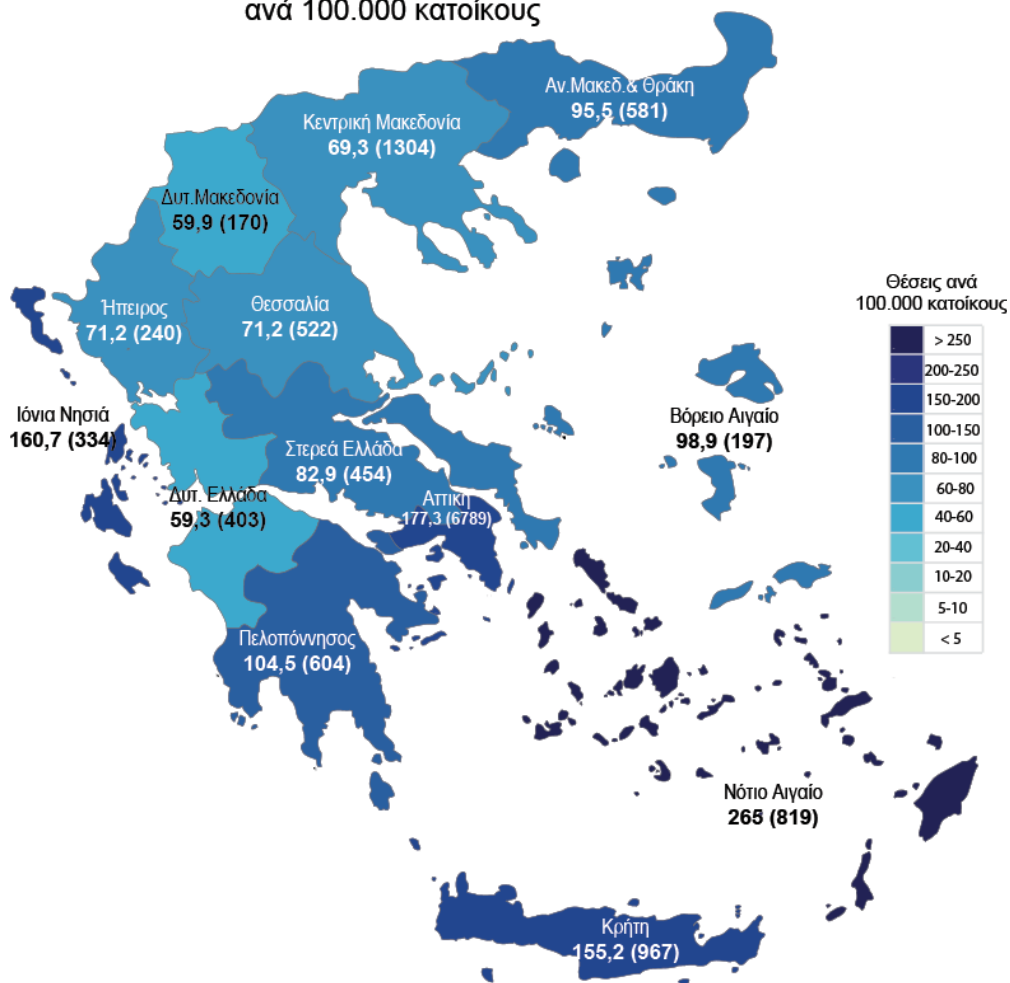 ανά 100.000 κατοίκους
Αν.Μακεδ.& Θράκη
95,5 (581)
Κεντρική Μακεδονία
69,3 (1304)
Δυτ.Μακεδονία
59,9 (170)
Ήπειρος
71,2 (240)
Θεσσαλία
71,2 (522)
Θέσεις ανά
100.000 κατοίκους
> 250
200-250
150-200
100-150
80-100
60-80
40-60
20-40
10-20
5-10
< 5
Ιόνια Νησιά
160,7 (334)
Βόρειο Αιγαίο
98,9 (197)
Στερεά Ελλάδα
82,9 (454)
Δυτ. Ελλάδα
59,3 (403)
Αττική
177,3 (6789)
Πελοπόννησος
104,5 (604)
Νότιο Αιγαίο
265 (819)
Κρήτη
155,2 (967)